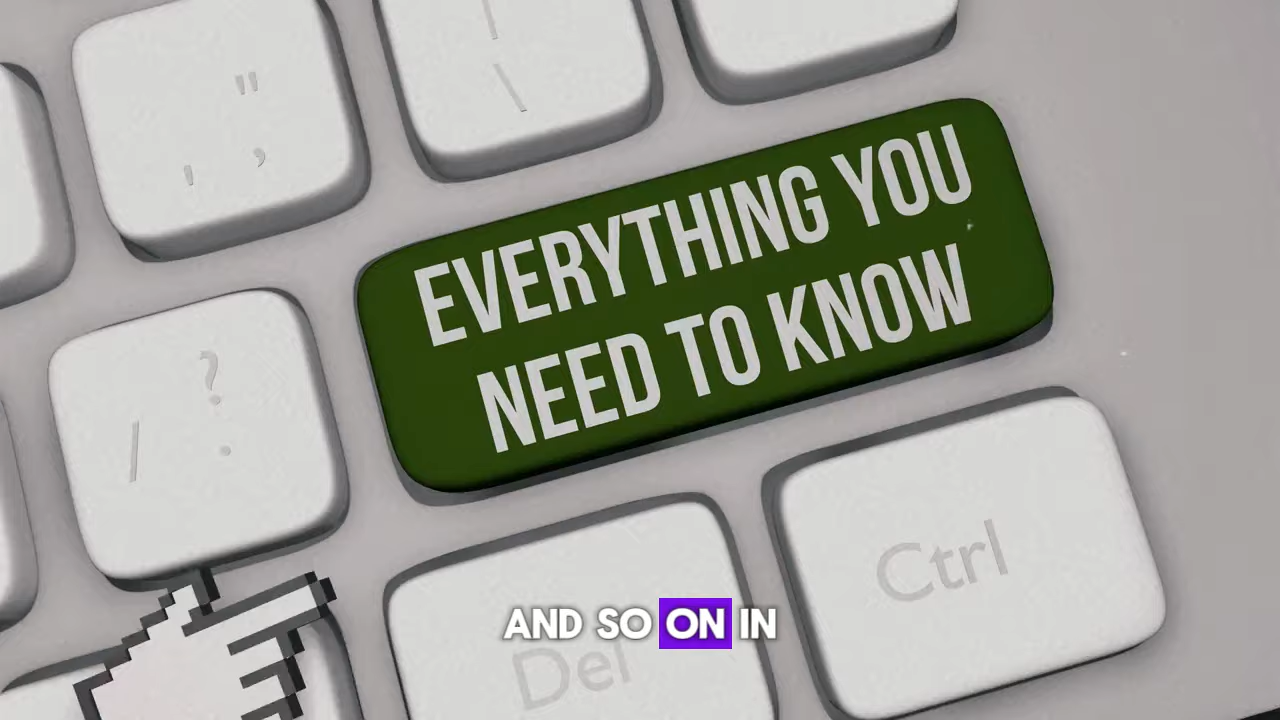 "
' ,
|
\
EVERYTHING YOU
NEED TO KNOW
?
/ .
Ctrl
AND SO ON IN
Del